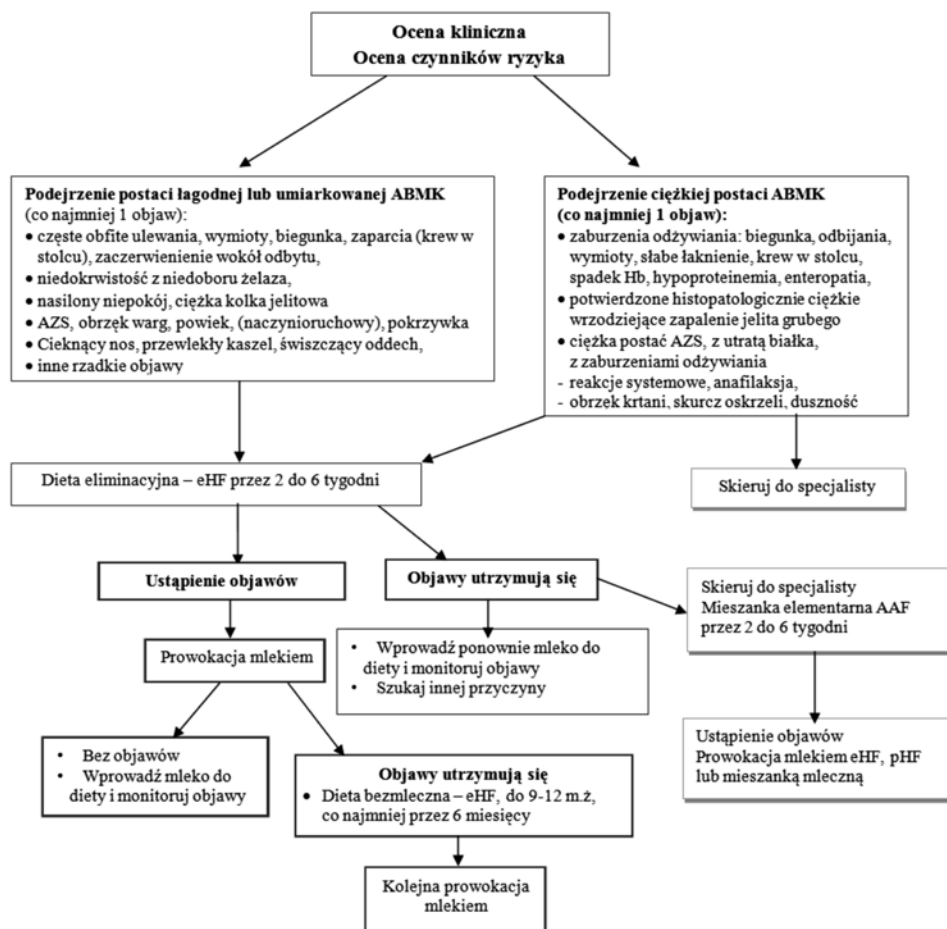 Ocena kliniczna
Ocena czynników ryzyka
Podejrzenie postaci łagodnej lub umiarkowanej ABMK
(co najmniej 1 objaw):
● częste obfite ulewania, wymioty, biegunka, zaparcia (krew w
stolcu), zaczerwienienie wokół odbytu,
● niedokrwistość z niedoboru żelaza,
● nasilony niepokój, ciężka kolka jelitowa
● AZS, obrzęk warg, powiek, (naczynioruchowy), pokrzywka
● Cieknący nos, przewlekły kaszel, świszczący oddech,
● inne rzadkie objawy
Podejrzenie ciężkiej postaci ABMK
(co najmniej 1 objaw):
● zaburzenia odżywiania: biegunka, odbijania,
wymioty, słabe łaknienie, krew w stolcu,
spadek Hb, hypoproteinemia, enteropatia,
● potwierdzone histopatologicznie ciężkie
wrzodziejące zapalenie jelita grubego
● ciężka postać AZS, z utratą białka,
z zaburzeniami odżywiania
- reakcje systemowe, anafilaksja,
- obrzęk krtani, skurcz oskrzeli, duszność
Dieta eliminacyjna – eHF przez 2 do 6 tygodni
Skieruj do specjalisty
Ustąpienie objawów
Objawy utrzymują się
Skieruj do specjalisty
Mieszanka elementarna AAF
przez 2 do 6 tygodni
Prowokacja mlekiem
• Wprowadź ponownie mleko do
diety i monitoruj objawy
• Szukaj innej przyczyny
Ustąpienie objawów
Prowokacja mlekiem eHF, pHF
lub mieszanką mleczną
• Bez objawów
• Wprowadź mleko do
diety i monitoruj objawy
Objawy utrzymują się
● Dieta bezmleczna – eHF, do 9-12 m.ż,
co najmniej przez 6 miesięcy
Kolejna prowokacja
mlekiem